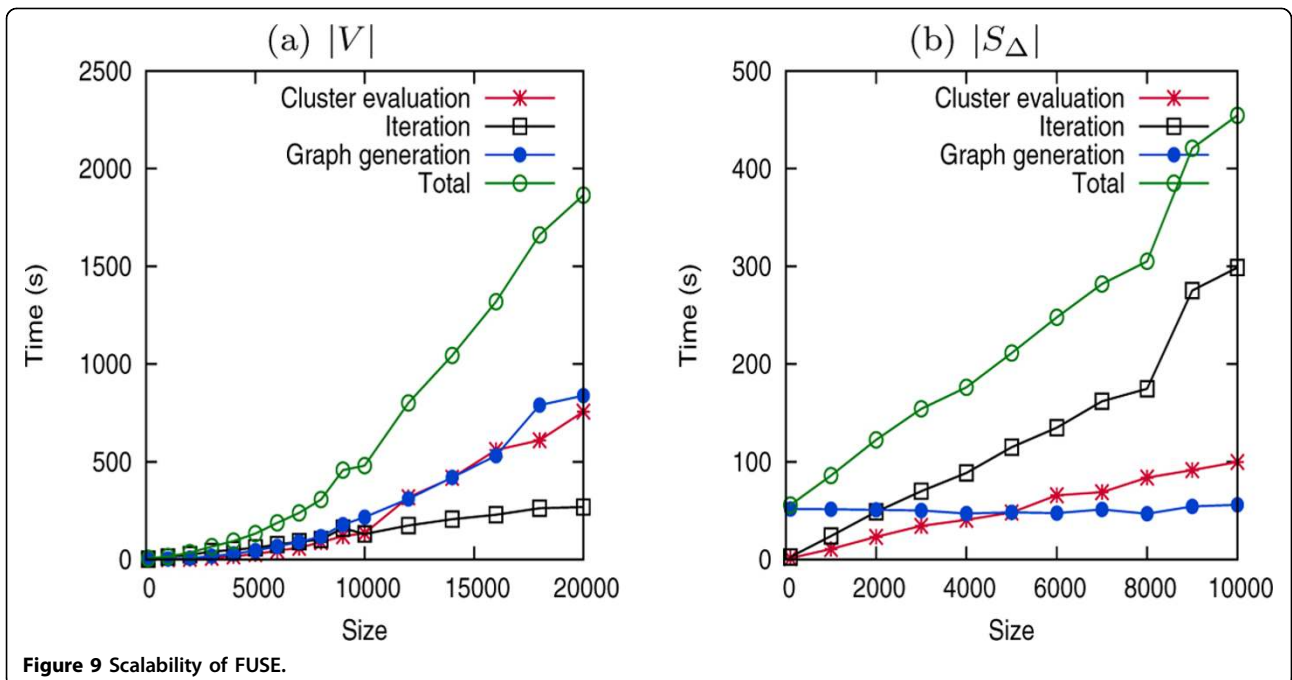 (a) |V|
2500
2000
1500
1000
500
0
Time (s)
Cluster evaluation
Iteration
Graph generation
Total
0 5000 10000 15000 20000
Size
(b) |S_Δ|
500
400
300
200
100
0
Time (s)
Cluster evaluation
Iteration
Graph generation
Total
0 2000 4000 6000 8000 10000
Size
Figure 9 Scalability of FUSE.